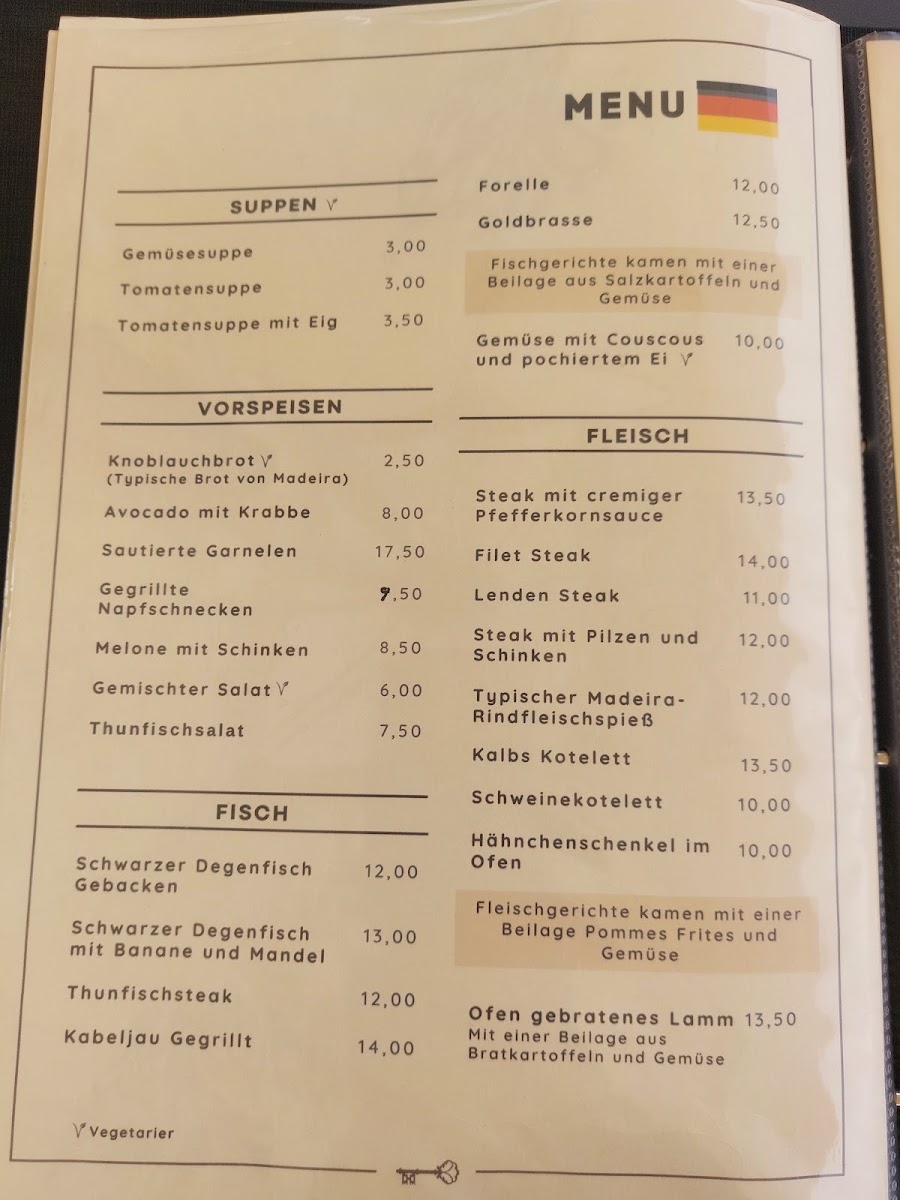 MENU
SUPPEN
Gemüsesuppe 3,00
Tomatensuppe 3,00
Tomatensuppe mit Eig 3,50
VORSPEISEN
Knoblauchbrot 2,50
(Typische Brot von Madeira)
Avocado mit Krabbe 8,00
Sautierte Garnelen 17,50
Gegrillte
Napfschnecken 9,50
Melone mit Schinken 8,50
Gemischter Salat 6,00
Thunfischsalat 7,50
FISCH
Schwarzer Degenfisch 12,00
Gebacken
Schwarzer Degenfisch 13,00
mit Banane und Mandel
Thunfischsteak 12,00
Kabeljau Gegrillt 14,00
Vegetarier
Forelle 12,00
Goldbrasse 12,50
Fischgerichte kamen mit einer
Beilage aus Salzkartoffeln und
Gemüse
Gemüse mit Couscous 10,00
und pochiertem Ei
FLEISCH
Steak mit cremiger 13,50
Pfefferkornsauce
Filet Steak 14,00
Lenden Steak 11,00
Steak mit Pilzen und 12,00
Schinken
Typischer Madeira- 12,00
Rindfleischspieß
Kalbs Kotelett 13,50
Schweinekotelett 10,00
Hähnchenschenkel im 10,00
Ofen
Fleischgerichte kamen mit einer
Beilage Pommes Frites und
Gemüse
Ofen gebratenes Lamm 13,50
Mit einer Beilage aus
Bratkartoffeln und Gemüse